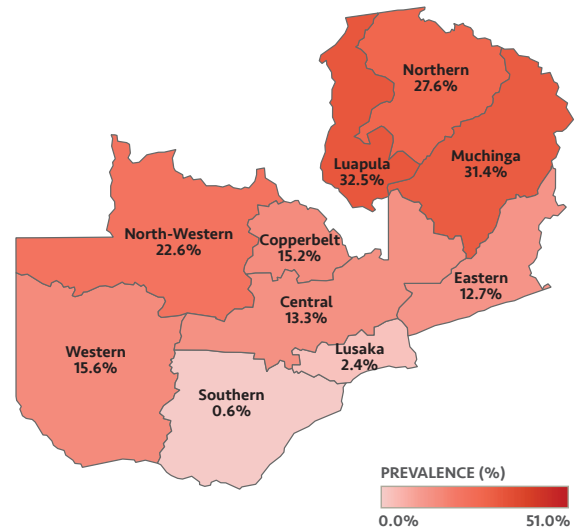 Northern
27.6%
Luapula
32.5%
Muchinga
31.4%
North-Western
22.6%
Copperbelt
15.2%
Eastern
12.7%
Central
13.3%
Western
15.6%
Lusaka
2.4%
Southern
0.6%
PREVALENCE (%)
0.0% 51.0%